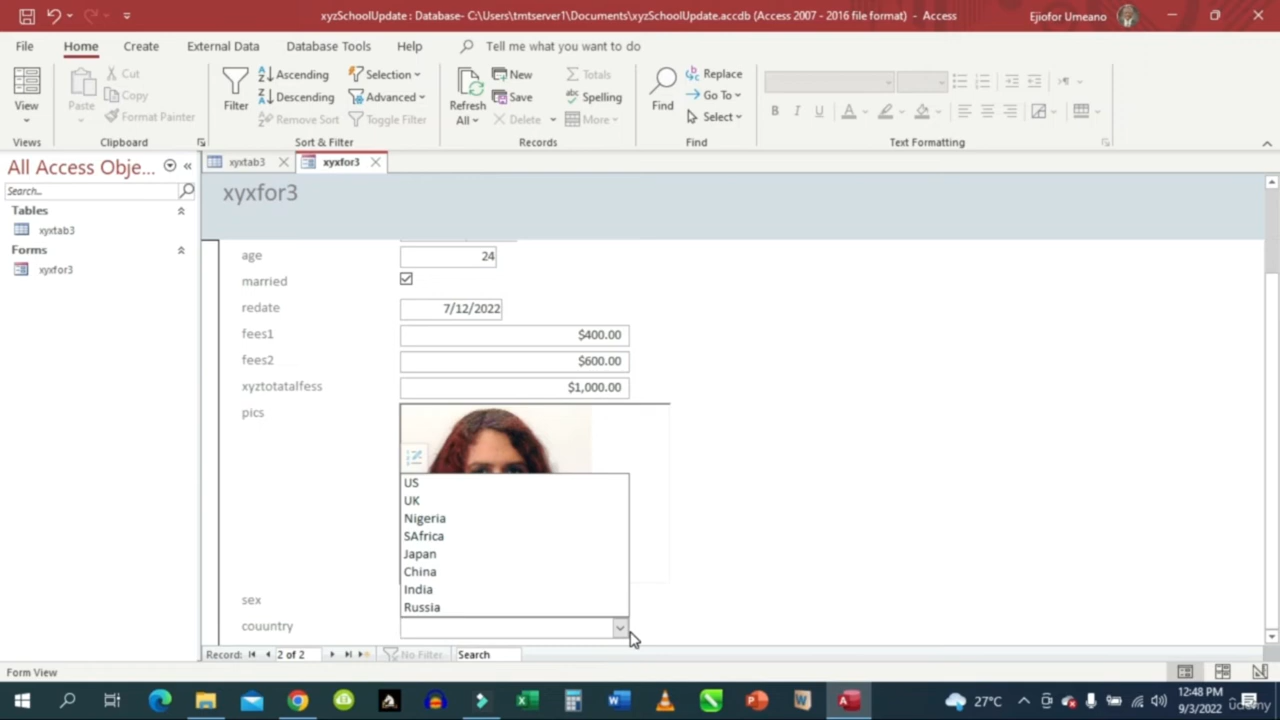 xyzSchoolUpdate : Database- C:\Users\tmtserver1\Documents\xyzSchoolUpdate.accdb (Access 2007 - 2016 file format) - Access
Ejiofor Umeano
File Home Create External Data Database Tools Help Tell me what you want to do
View
Views
Paste
Cut
Copy
Format Painter
Clipboard
Filter
Ascending
Descending
Remove Sort
Selection
Advanced
Toggle Filter
Sort & Filter
Refresh
All
New
Save
Delete
Totals
Spelling
More
Records
Find
Replace
Go To
Select
Find
B I U A
Text Formatting
All Access Obje...
Search...
Tables
xyxtab3
Forms
xyxfor3
xyxtab3
xyxfor3
xyxfor3
age 24
married
redate 7/12/2022
fees1 $400.00
fees2 $600.00
xyztotatalfess $1,000.00
pics
US
UK
Nigeria
SAfrica
Japan
China
India
Russia
sex
couuntry
Record: 2 of 2 No Filter Search
Form View
27°C
12:48 PM
9/3/2022
udemy